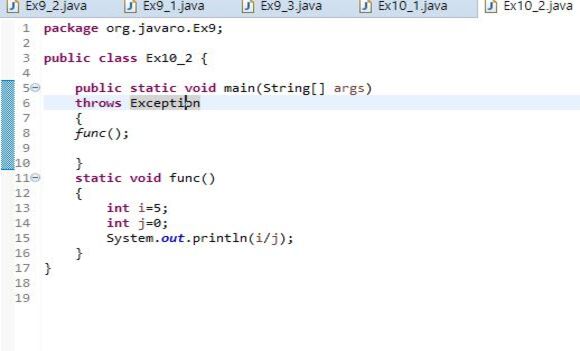 Ex9_2.java Ex9_1.java Ex9_3.java Ex10_1.java Ex10_2.java
1 package org.javaro.Ex9;
2
3 public class Ex10_2 {
4
5 public static void main(String[] args)
6 throws Exception
7 {
8 func();
9
10 }
11 static void func()
12 {
13 int i=5;
14 int j=0;
15 System.out.println(i/j);
16 }
17 }
18
19